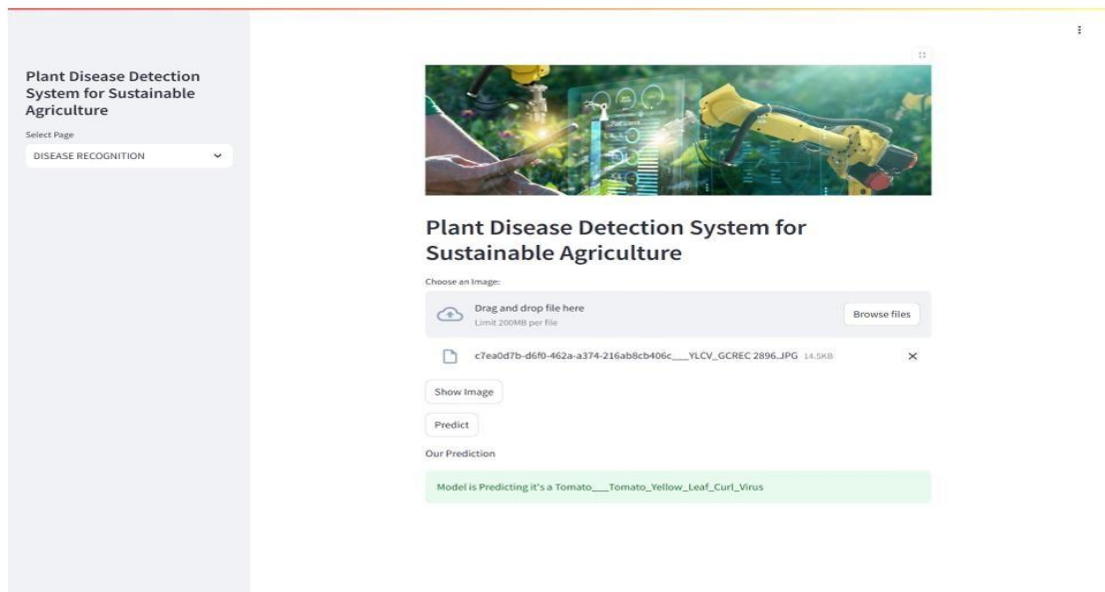 Plant Disease Detection
System for Sustainable
Agriculture
Select Page
DISEASE RECOGNITION
Plant Disease Detection System for
Sustainable Agriculture
Choose an Image:
Drag and drop file here
Limit 200MB per file
Browse files
c7ea0d7b-d6f0-462a-a374-216ab8cb406c___YLCV_GCREC 2896.JPG 14.5KB
Show Image
Predict
Our Prediction
Model is Predicting it's a Tomato___Tomato_Yellow_Leaf_Curl_Virus